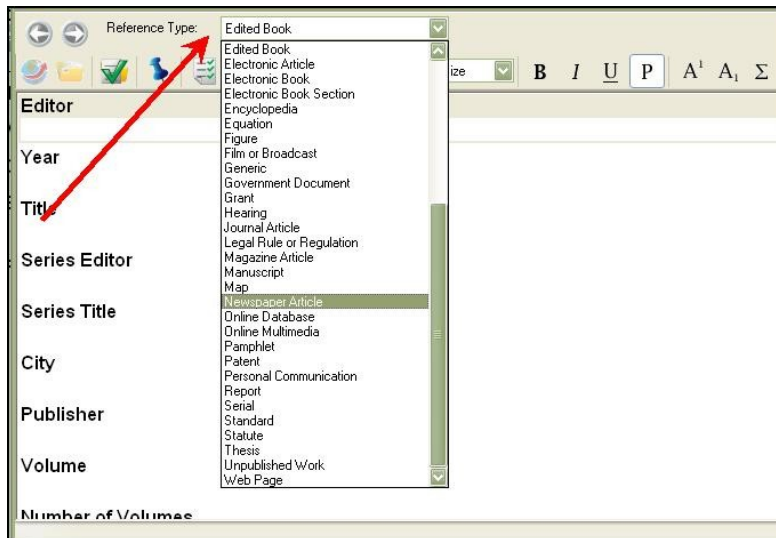 Reference Type: Edited Book
Edited Book
Electronic Article
Electronic Book
Electronic Book Section
Encyclopedia
Equation
Figure
Film or Broadcast
Generic
Government Document
Grant
Hearing
Journal Article
Legal Rule or Regulation
Magazine Article
Manuscript
Map
Newspaper Article
Online Database
Online Multimedia
Pamphlet
Patent
Personal Communication
Report
Serial
Standard
Statute
Thesis
Unpublished Work
Web Page
ize B I U P A¹ A₁ Σ
Editor
Year
Title
Series Editor
Series Title
City
Publisher
Volume
Number of Volumes